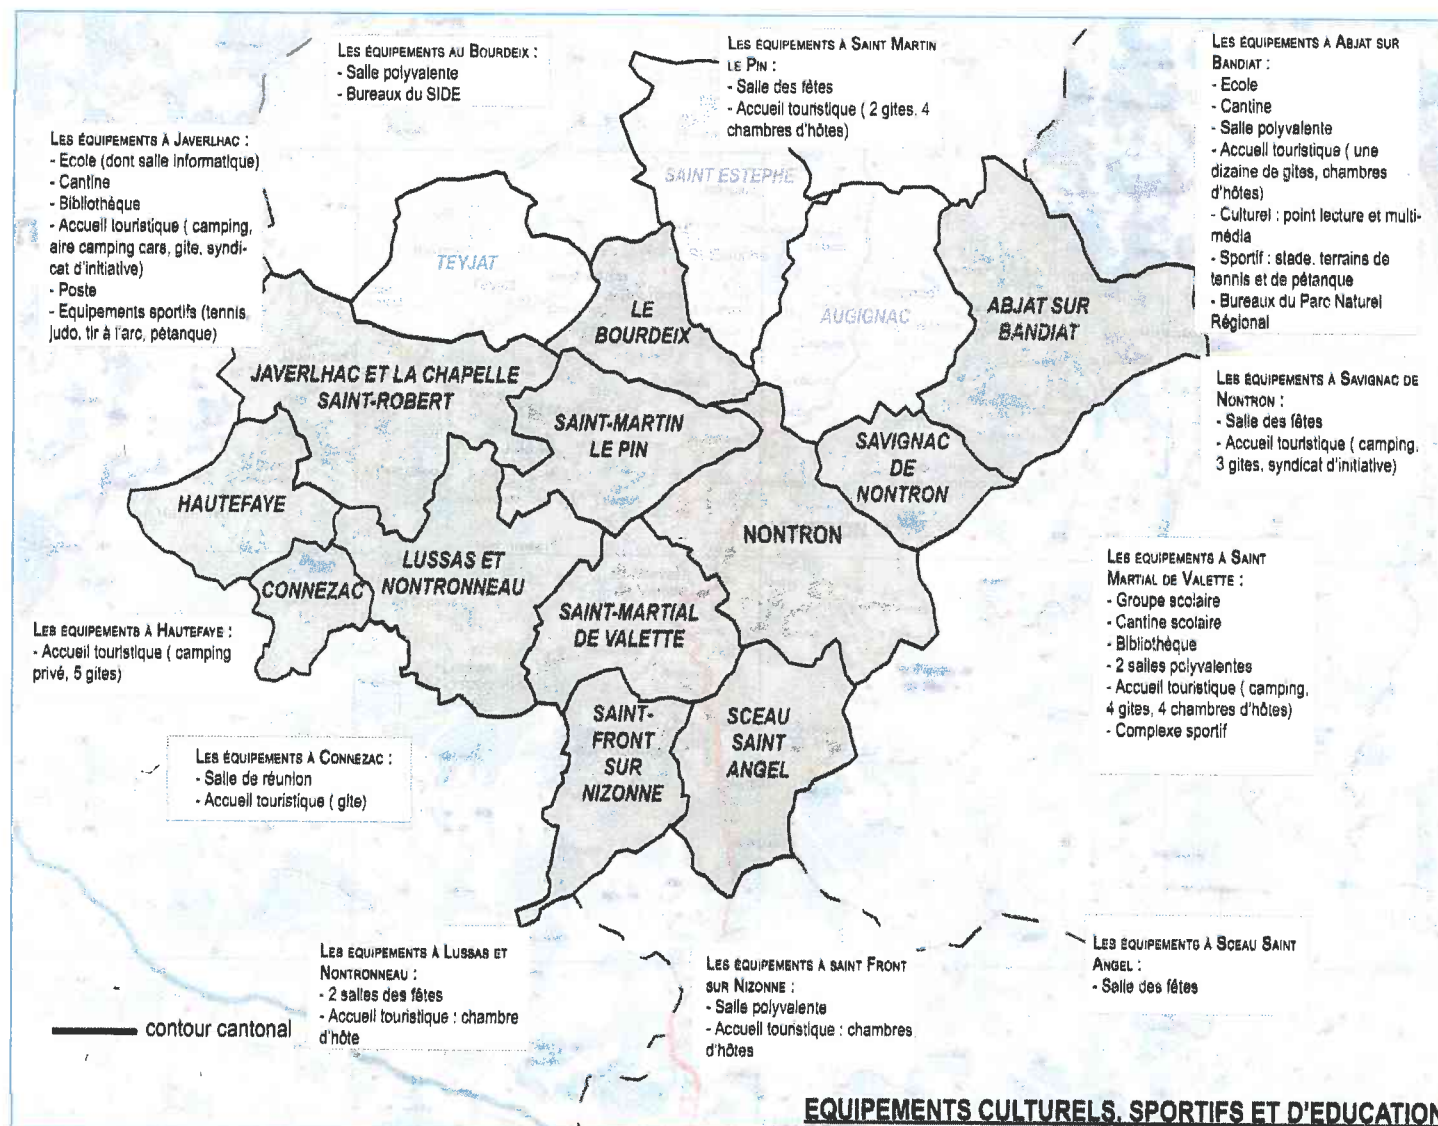 LES ÉQUIPEMENTS AU BOURDEIX :
- Salle polyvalente
- Bureaux du SIDE
LES ÉQUIPEMENTS À SAINT MARTIN
LE PIN :
- Salle des fêtes
- Accueil touristique ( 2 gites, 4
chambres d'hôtes)
LES ÉQUIPEMENTS À ABJAT SUR
BANDIAT :
- Ecole
- Cantine
- Salle polyvalente
- Accueil touristique ( une
dizaine de gites, chambres
d'hôtes)
- Culturel : point lecture et multi-
média
- Sportif : stade, terrains de
tennis et de pétanque
- Bureaux du Parc Naturel
Régional
LES ÉQUIPEMENTS À JAVERLHAC :
- Ecole (dont salle informatique)
- Cantine
- Bibliothèque
- Accueil touristique ( camping,
aire camping cars, gite, syndi-
cat d'initiative)
- Poste
- Equipements sportifs (tennis,
judo, tir à l'arc, pétanque)
SAINT ESTEPHE
TEYJAT
AUGIGNAC
LE
BOURDEIX
ABJAT SUR
BANDIAT
JAVERLHAC ET LA CHAPELLE
SAINT-ROBERT
SAINT-MARTIN
LE PIN
SAVIGNAC
DE
NONTRON
HAUTEFAYE
NONTRON
LUSSAS ET
NONTRONNEAU
CONNEZAC
SAINT-MARTIAL
DE VALETTE
SAINT-
FRONT
SUR
NIZONNE
SCEAU
SAINT
ANGEL
LES ÉQUIPEMENTS À SAVIGNAC DE
NONTRON :
- Salle des fêtes
- Accueil touristique ( camping,
3 gites, syndicat d'initiative)
LES ÉQUIPEMENTS À SAINT
MARTIAL DE VALETTE :
- Groupe scolaire
- Cantine scolaire
- Bibliothèque
- 2 salles polyvalentes
- Accueil touristique ( camping,
4 gites, 4 chambres d'hôtes)
- Complexe sportif
LES ÉQUIPEMENTS À HAUTEFAYE :
- Accueil touristique ( camping
privé, 5 gites)
LES ÉQUIPEMENTS À CONNEZAC :
- Salle de réunion
- Accueil touristique ( gîte)
LES ÉQUIPEMENTS À LUSSAS ET
NONTRONNEAU :
- 2 salles des fêtes
- Accueil touristique : chambre
d'hôte
LES ÉQUIPEMENTS À SAINT FRONT
SUR NIZONNE :
- Salle polyvalente
- Accueil touristique : chambres
d'hôtes
LES ÉQUIPEMENTS À SCEAU SAINT
ANGEL :
- Salle des fêtes
contour cantonal
EQUIPEMENTS CULTURELS, SPORTIFS ET D'EDUCATION